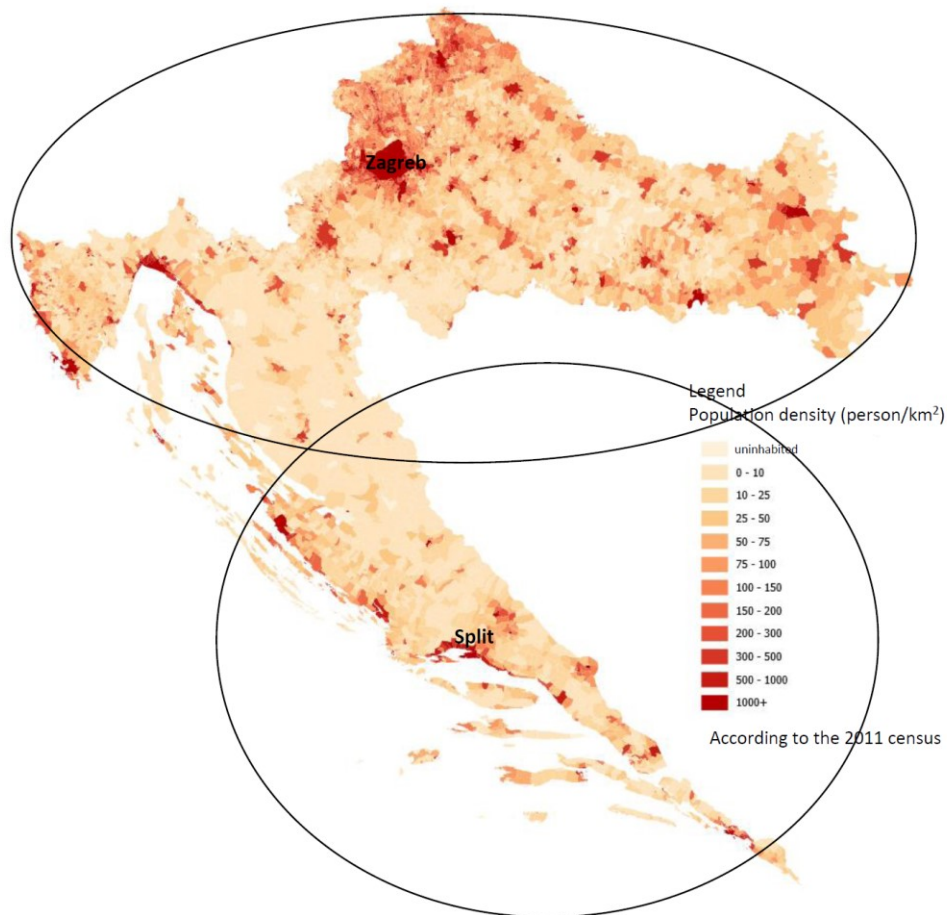 Zagreb
Legend
Population density (person/km²)
uninhabited
0 - 10
10 - 25
25 - 50
50 - 75
75 - 100
100 - 150
150 - 200
200 - 300
300 - 500
500 - 1000
1000+
Split
According to the 2011 census